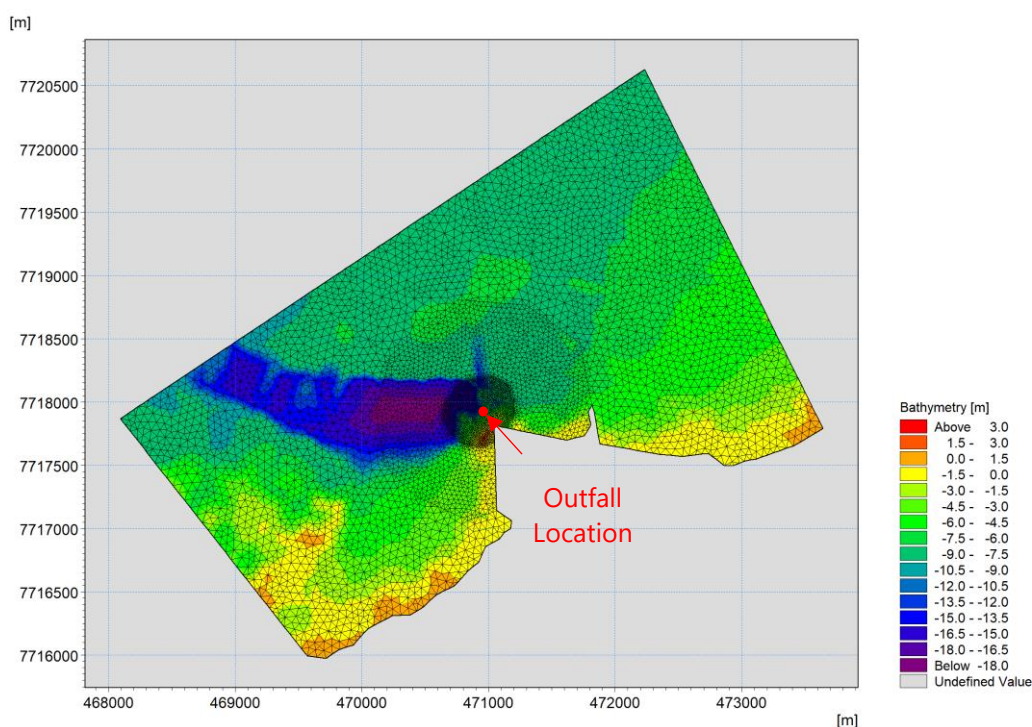 [m]
7720500
7720000
7719500
7719000
7718500
7718000
7717500
7717000
7716500
7716000
Outfall
Location
468000 469000 470000 471000 472000 473000
[m]
Bathymetry [m]
Above 3.0
1.5 - 3.0
0.0 - 1.5
-1.5 - 0.0
-3.0 - -1.5
-4.5 - -3.0
-6.0 - -4.5
-7.5 - -6.0
-9.0 - -7.5
-10.5 - -9.0
-12.0 - -10.5
-13.5 - -12.0
-15.0 - -13.5
-16.5 - -15.0
-18.0 - -16.5
Below -18.0
Undefined Value